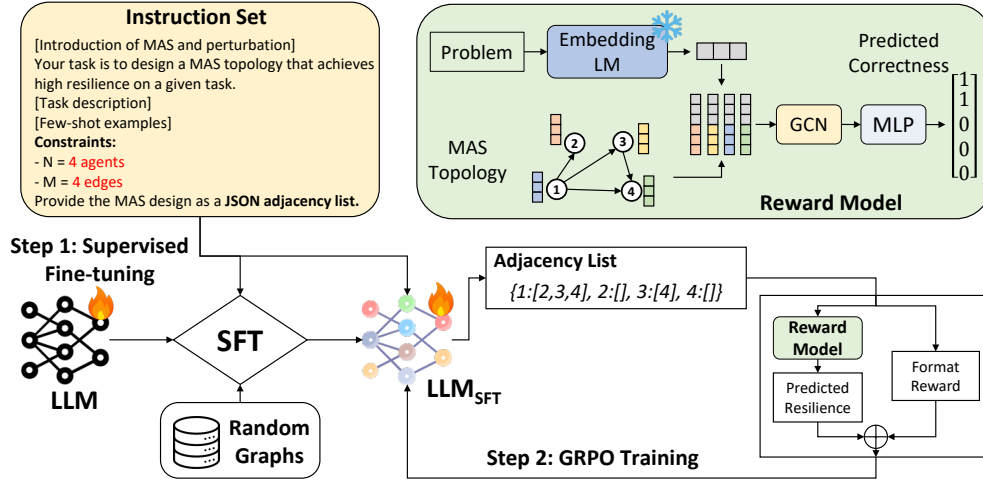 Instruction Set
[Introduction of MAS and perturbation]
Your task is to design a MAS topology that achieves
high resilience on a given task.
[Task description]
[Few-shot examples]
Constraints:
- N = 4 agents
- M = 4 edges
Provide the MAS design as a JSON adjacency list.
Problem
Embedding
LM
Predicted
Correctness
1
1
0
0
0
GCN
MLP
MAS
Topology
1
2
3
4
Reward Model
Step 1: Supervised
Fine-tuning
LLM
SFT
Random
Graphs
LLMSFT
Adjacency List
{1:[2,3,4], 2:[], 3:[4], 4:[]}
Reward
Model
Predicted
Resilience
Format
Reward
Step 2: GRPO Training